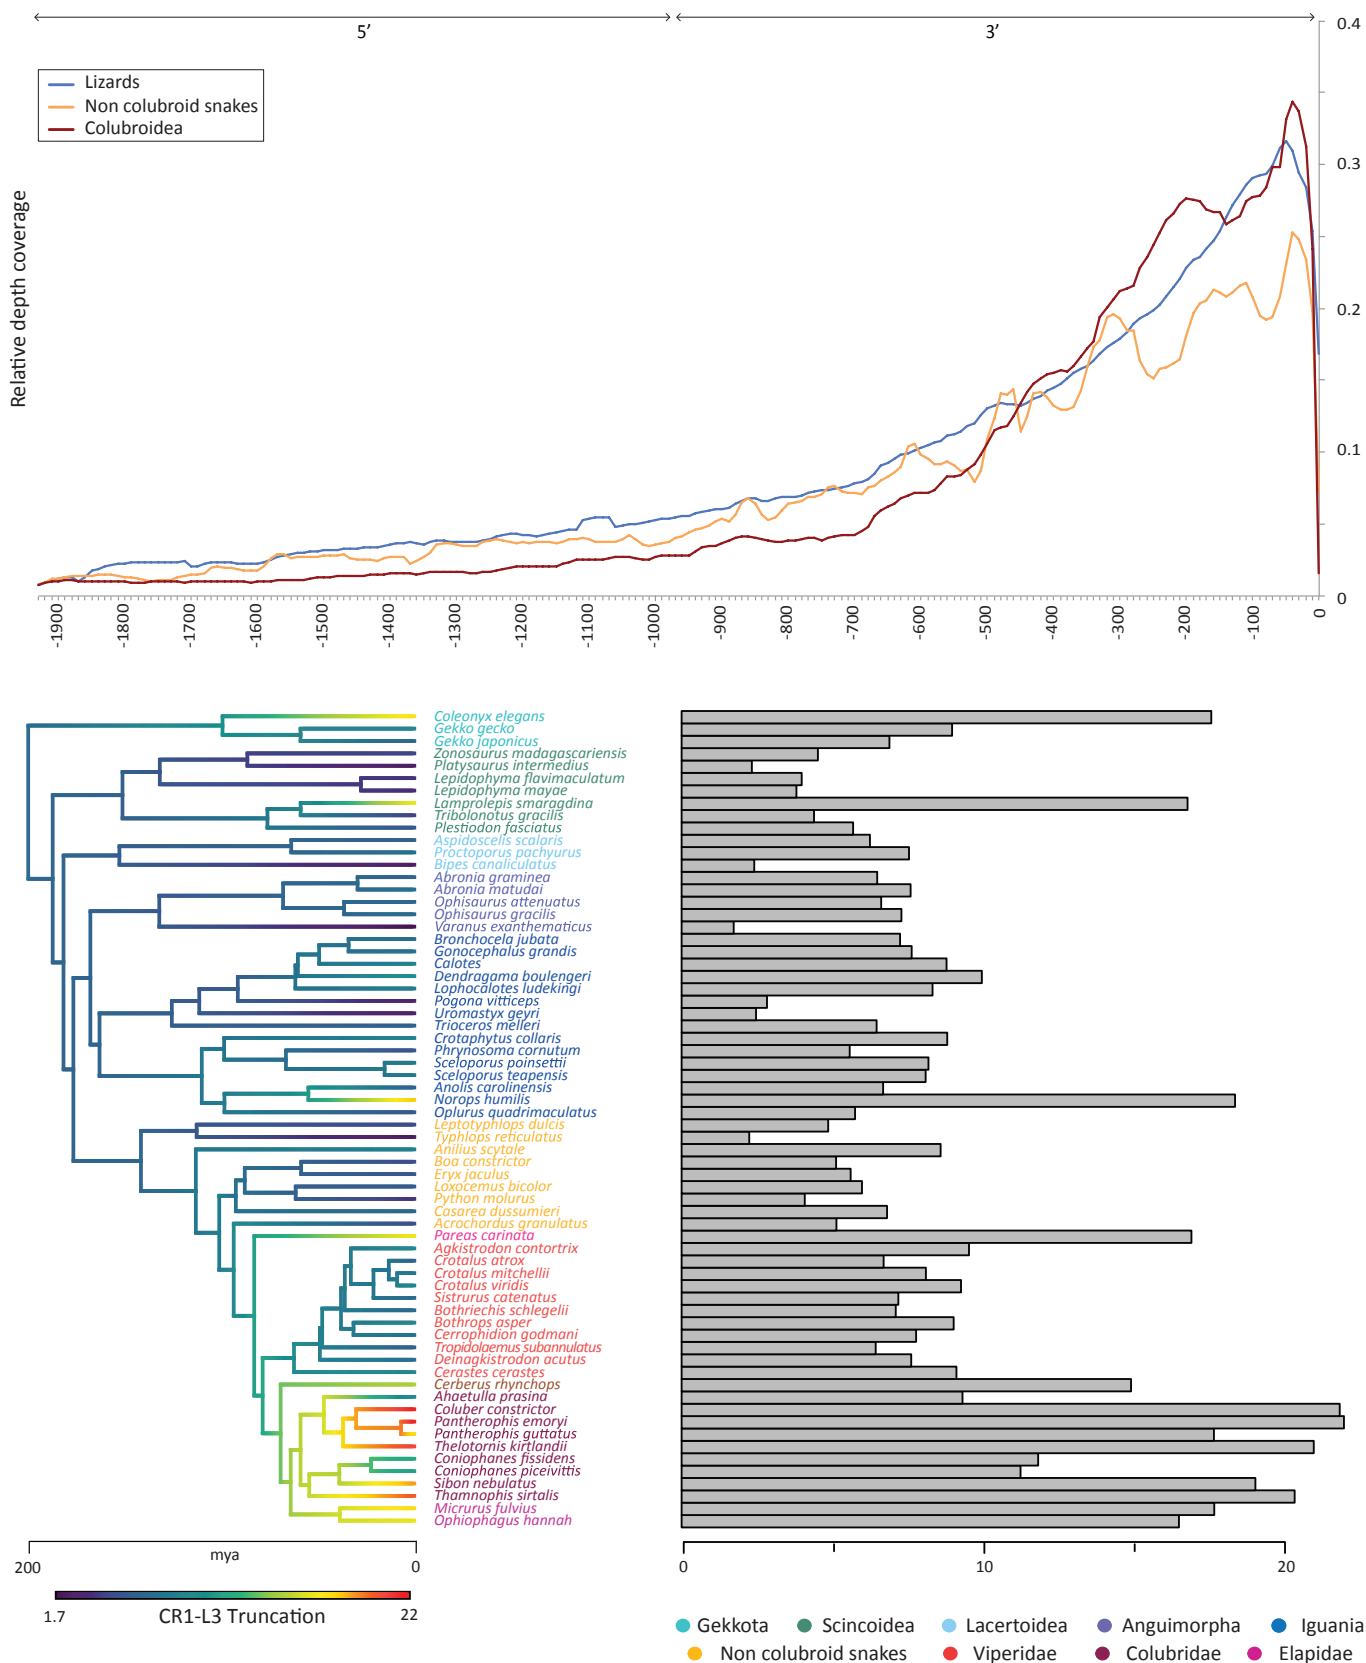 5’ 3’
0.4
Lizards
Non colubroid snakes
Colubroidea
0.3
0.2
0.1
0
Relative depth coverage
-1900 -1800 -1700 -1600 -1500 -1400 -1300 -1200 -1100 -1000 -900 -800 -700 -600 -500 -400 -300 -200 -100 0
Coleonyx elegans
Gekko gecko
Gekko japonicus
Zonosaurus madagascariensis
Platysaurus intermedius
Lepidophyma flavimaculatum
Lepidophyma mayae
Lamprolepis smaragdina
Tribolonotus gracilis
Plestiodon fasciatus
Aspidoscelis scalaris
Proctoporus pachyurus
Bipes canaliculatus
Abronia graminea
Abronia matudai
Ophisaurus attenuatus
Ophisaurus gracilis
Varanus exanthematicus
Bronchocela jubata
Gonocephalus grandis
Calotes
Dendragama boulengeri
Lophocalotes ludekingi
Pogona vitticeps
Uromastyx geyri
Trioceros melleri
Crotaphytus collaris
Phrynosoma cornutum
Sceloporus poinsettii
Sceloporus teapensis
Anolis carolinensis
Norops humilis
Oplurus quadrimaculatus
Leptotyphlops dulcis
Typhlops reticulatus
Anilius scytale
Boa constrictor
Eryx jaculus
Loxocemus bicolor
Python molurus
Casarea dussumieri
Acrochordus granulatus
Pareas carinata
Agkistrodon contortrix
Crotalus atrox
Crotalus mitchellii
Crotalus viridis
Sistrurus catenatus
Bothriechis schlegelii
Bothrops asper
Cerrophidion godmani
Tropidolaemus subannulatus
Deinagkistrodon acutus
Cerastes cerastes
Cerberus rhynchops
Ahaetulla prasina
Coluber constrictor
Pantherophis emoryi
Pantherophis guttatus
Thelotornis kirtlandii
Coniophanes fissidens
Coniophanes piceivittis
Sibon nebulatus
Thamnophis sirtalis
Micrurus fulvius
Ophiophagus hannah
200 mya 0
0 10 20
1.7 CR1-L3 Truncation 22
Gekkota Scincoidea Lacertoidea Anguimorpha Iguania
Non colubroid snakes Viperidae Colubridae Elapidae